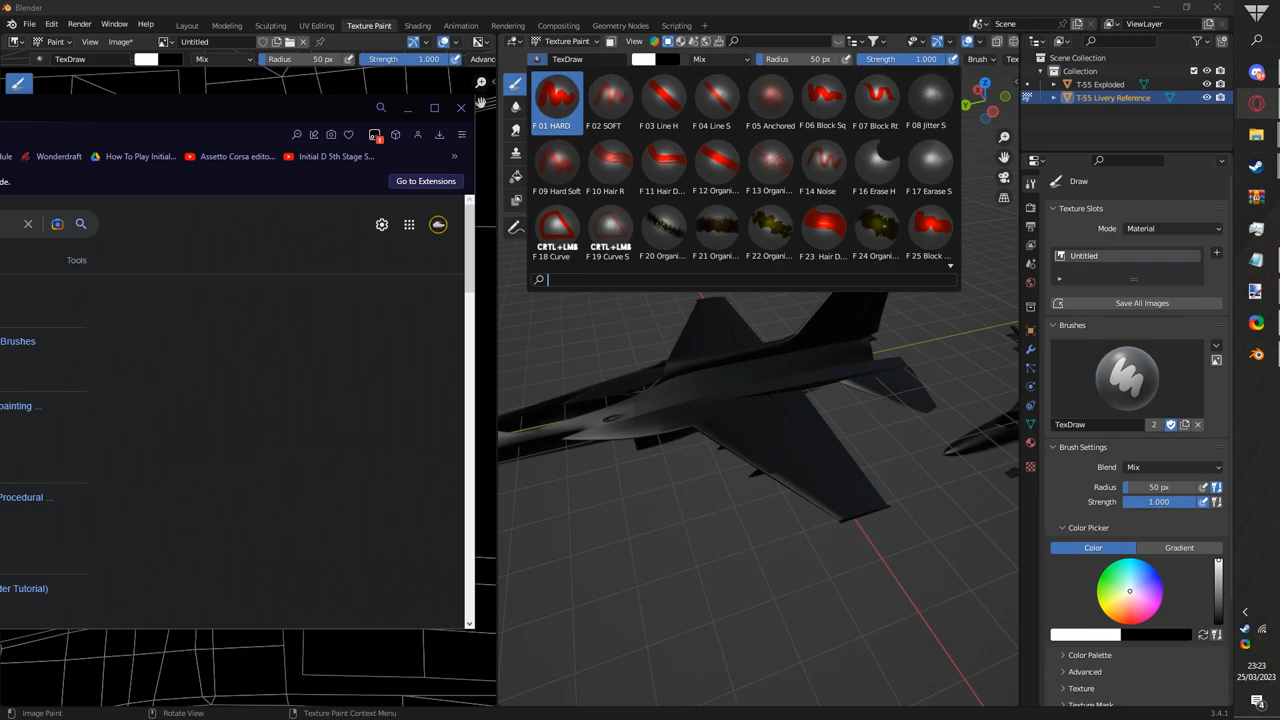 Blender
File Edit Render Window Help Layout Modeling Sculpting UV Editing Texture Paint Shading Animation Rendering Compositing Geometry Nodes Scripting Scene ViewLayer
Paint View Image* Untitled Texture Paint View
TexDraw Mix Radius 50 px Strength 1.000 Advanc TexDraw Mix Radius 50 px Strength 1.000 Brush Tex
Scene Collection
Collection
T-55 Exploded
T-55 Livery Reference
F 01 HARD F 02 SOFT F 03 Line H F 04 Line S F 05 Anchored F 06 Block Sq F 07 Block Rt F 08 Jitter S
F 09 Hard Soft F 10 Hair R F 11 Hair D... F 12 Organi... F 13 Organi... F 14 Noise F 16 Erase H F 17 Earase S
CRTL+LMB CRTL+LMB
F 18 Curve F 19 Curve S F 20 Organi... F 21 Organi... F 22 Organi... F 23 Hair D... F 24 Organi... F 25 Block ...
1
dule Wonderdraft How To Play Initial... Assetto Corsa edito... Initial D 5th Stage S... »
de. Go to Extensions
Tools
Brushes
painting ...
Procedural ...
der Tutorial)
Draw
Texture Slots
Mode Material
Untitled
Save All Images
Brushes
TexDraw 2
Brush Settings
Blend Mix
Radius 50 px
Strength 1.000
Color Picker
Color Gradient
Color Palette
Advanced
Texture
Texture Mask
23:23
25/03/2023
4
Image Paint Rotate View Texture Paint Context Menu 3.4.1